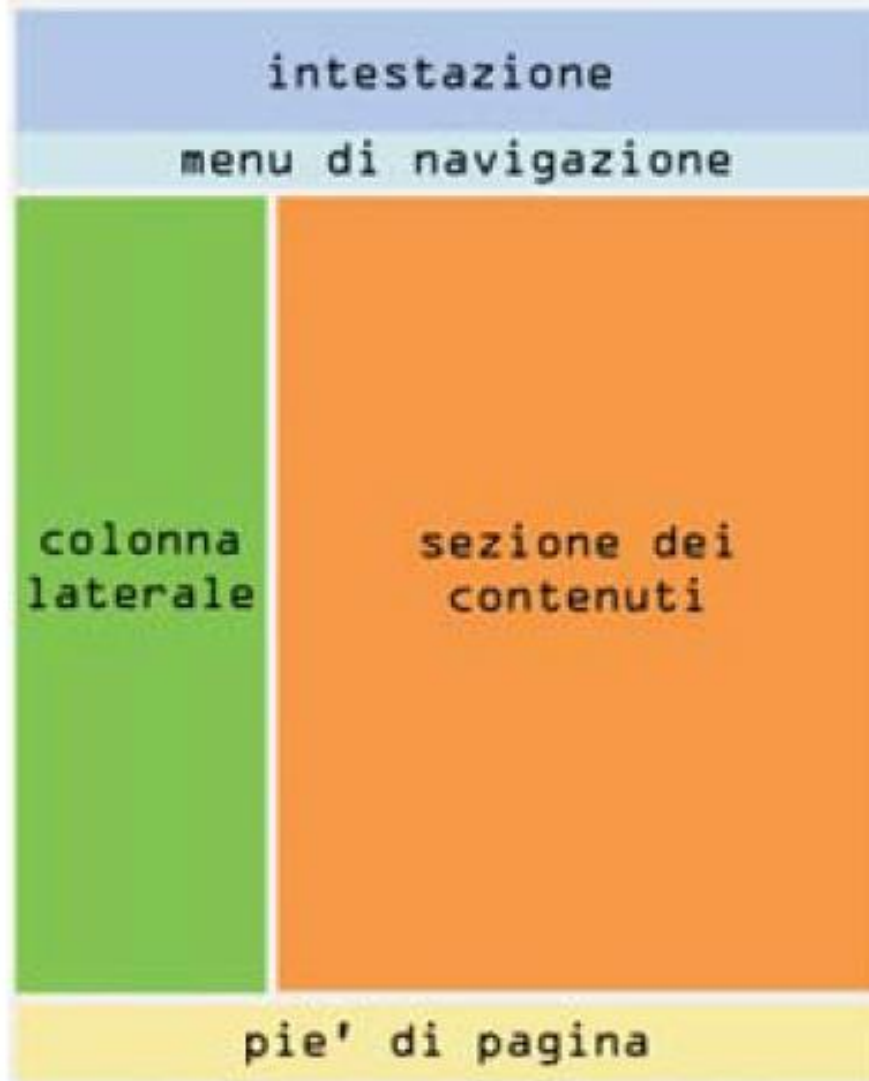 intestazione
menu di navigazione
colonna
laterale
sezione dei
contenuti
pie' di pagina